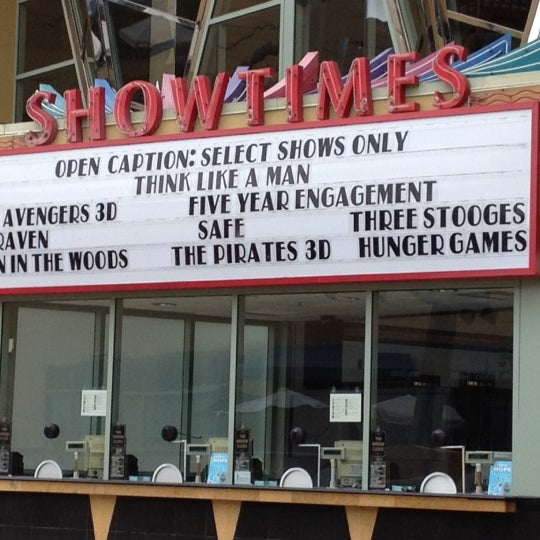 SHOWTIMES
OPEN CAPTION: SELECT SHOWS ONLY
THINK LIKE A MAN
AVENGERS 3D FIVE YEAR ENGAGEMENT
RAVEN SAFE THREE STOOGES
N IN THE WOODS THE PIRATES 3D HUNGER GAMES